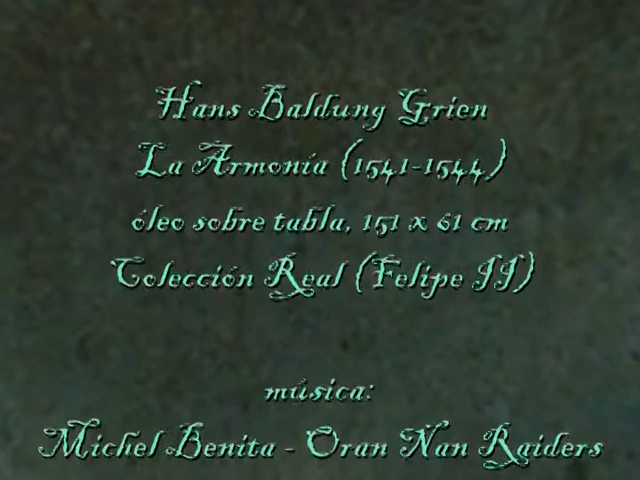 Hans Baldung Grien
La Armonía (1541-1544)
óleo sobre tabla, 151 x 61 cm
Colección Real (Felipe II)
música:
Michel Benita - Oran Nan Raiders